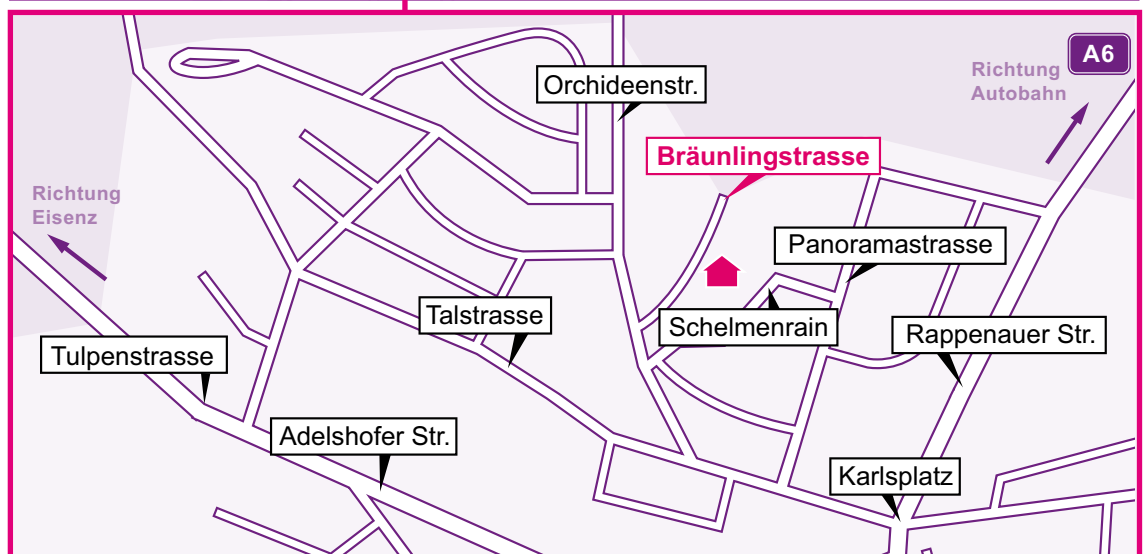 A6
Richtung
Autobahn
Orchideenstr.
Bräunlingstrasse
Richtung
Eisenz
Panoramastrasse
Talstrasse
Schelmenrain
Rappenauer Str.
Tulpenstrasse
Adelshofer Str.
Karlsplatz